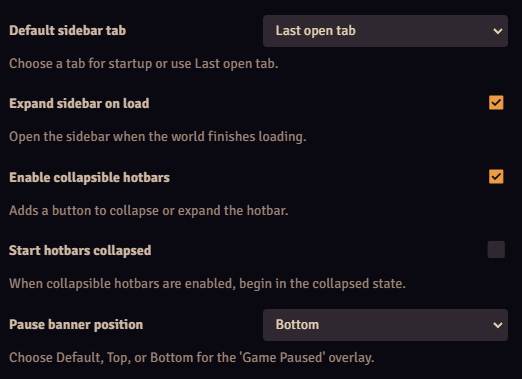 Default sidebar tab
Last open tab
Choose a tab for startup or use Last open tab.
Expand sidebar on load
Open the sidebar when the world finishes loading.
Enable collapsible hotbars
Adds a button to collapse or expand the hotbar.
Start hotbars collapsed
When collapsible hotbars are enabled, begin in the collapsed state.
Pause banner position
Bottom
Choose Default, Top, or Bottom for the 'Game Paused' overlay.